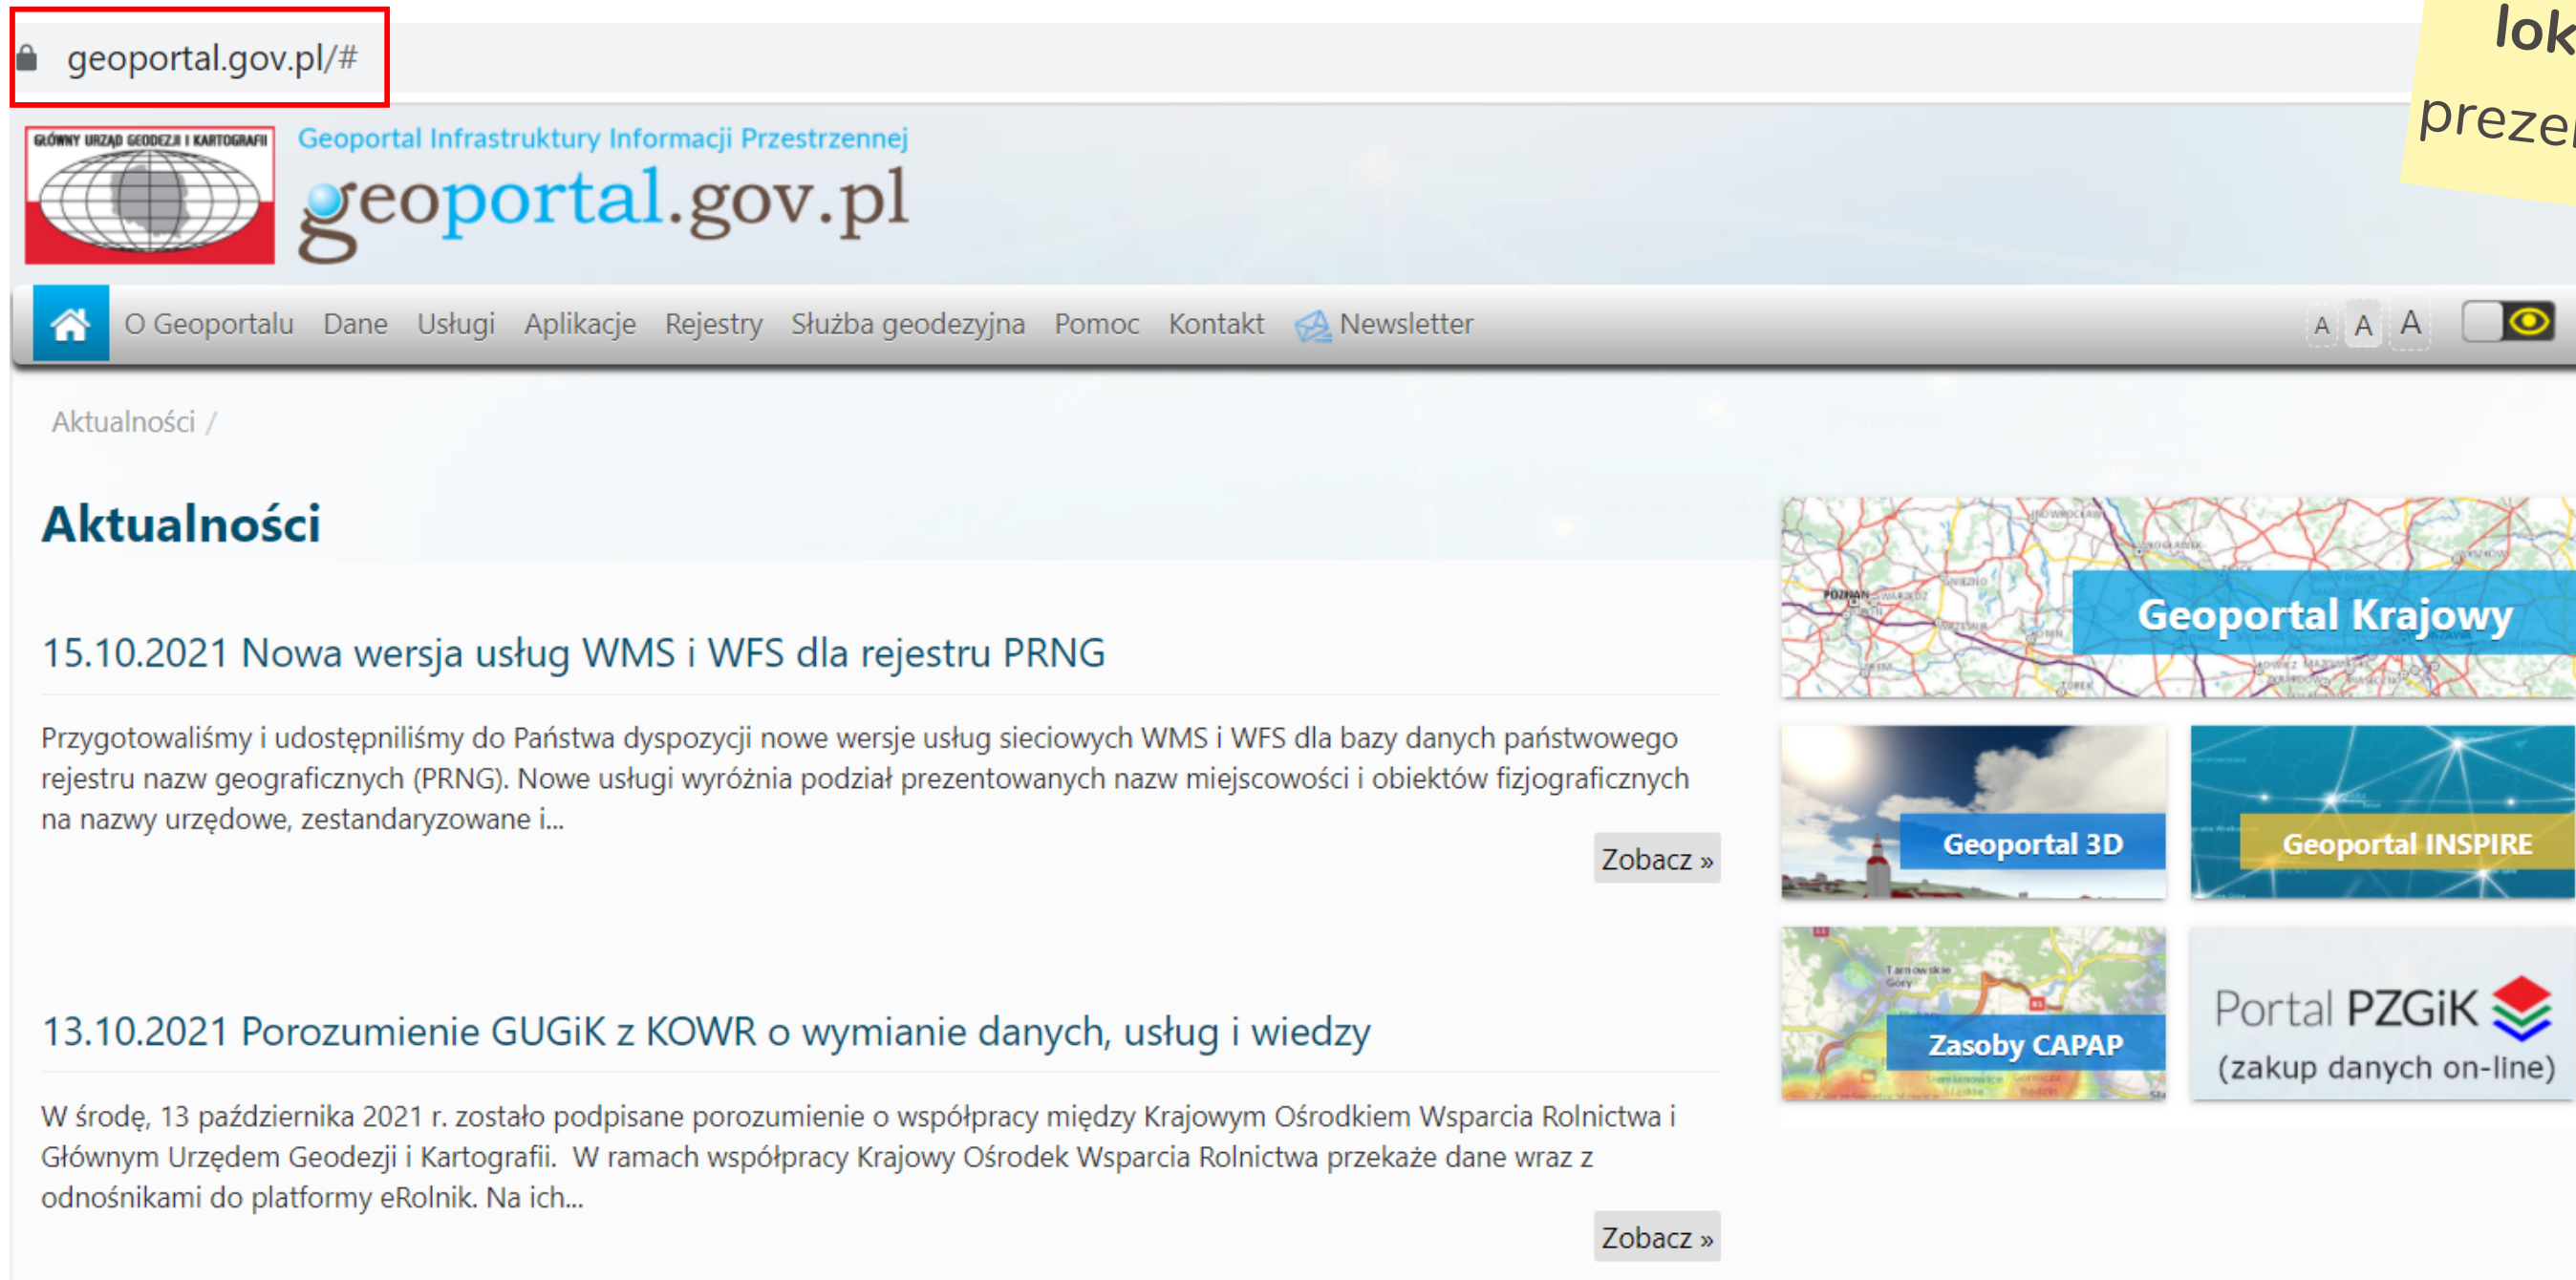 geoportal.gov.pl/#
lok
preze
GŁÓWNY URZĄD GEODEZJI I KARTOGRAFII
Geoportal Infrastruktury Informacji Przestrzennej
geoportal.gov.pl
O Geoportalu Dane Usługi Aplikacje Rejestry Służba geodezyjna Pomoc Kontakt Newsletter
A A A
Aktualności /
Aktualności
15.10.2021 Nowa wersja usług WMS i WFS dla rejestru PRNG
Przygotowaliśmy i udostępniliśmy do Państwa dyspozycji nowe wersje usług sieciowych WMS i WFS dla bazy danych państwowego
rejestru nazw geograficznych (PRNG). Nowe usługi wyróżnia podział prezentowanych nazw miejscowości i obiektów fizjograficznych
na nazwy urzędowe, zestandaryzowane i...
Zobacz »
13.10.2021 Porozumienie GUGiK z KOWR o wymianie danych, usług i wiedzy
W środę, 13 października 2021 r. zostało podpisane porozumienie o współpracy między Krajowym Ośrodkiem Wsparcia Rolnictwa i
Głównym Urzędem Geodezji i Kartografii. W ramach współpracy Krajowy Ośrodek Wsparcia Rolnictwa przekaże dane wraz z
odnośnikami do platformy eRolnik. Na ich...
Zobacz »
POZNAŃ
GNIEZNO
Geoportal Krajowy
Geoportal 3D
Geoportal INSPIRE
Tarnowskie
Góry
Zasoby CAPAP
Portal PZGiK
(zakup danych on-line)